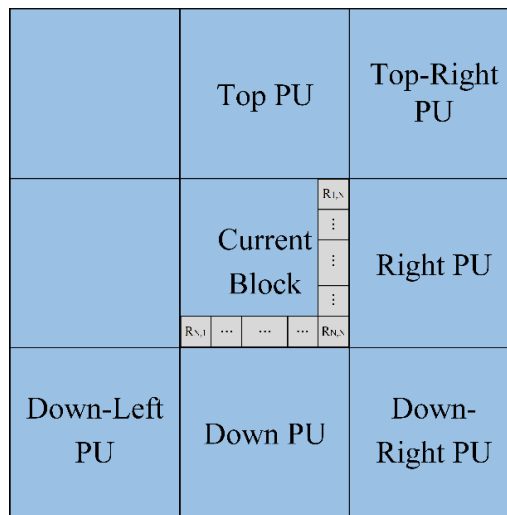 Top PU
Top-Right
PU
R1,N
⋮
Current
Block
⋮
Right PU
⋮
RN,1 ... ... ... RN,N
Down-Left
PU
Down PU
Down-
Right PU